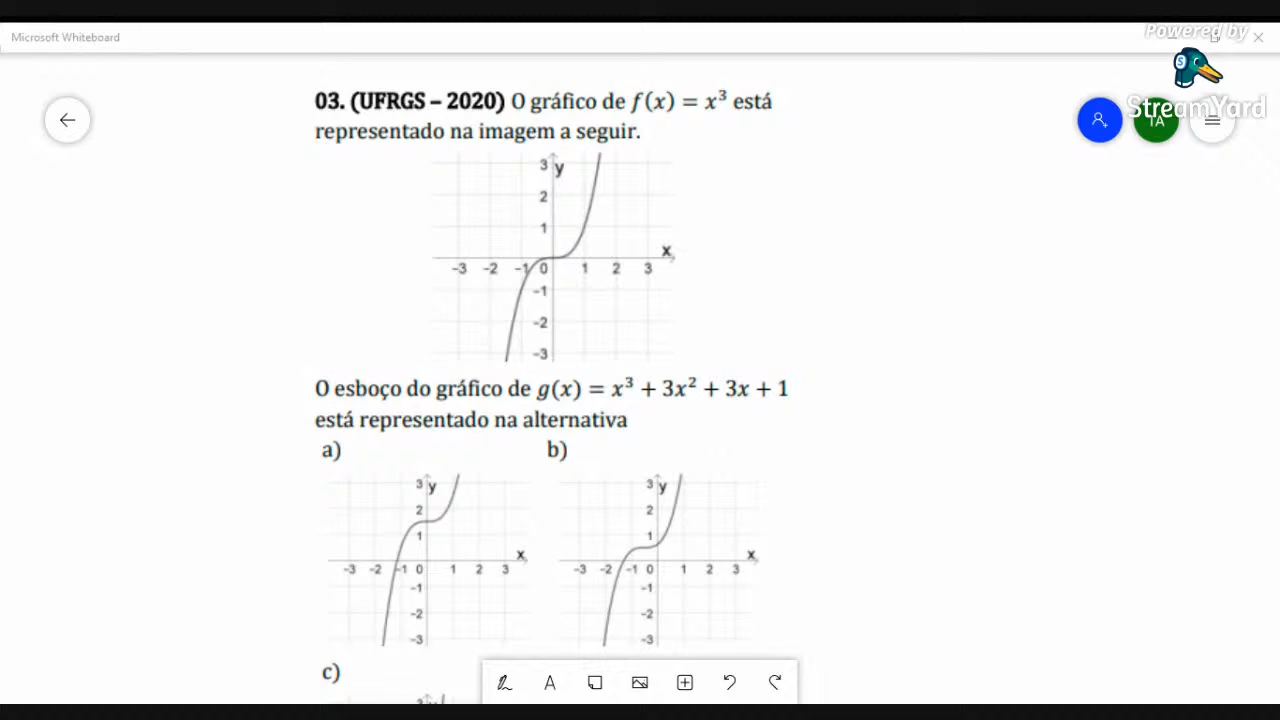 Microsoft Whiteboard
Powered by
StreamYard
TA
03. (UFRGS – 2020) O gráfico de f(x) = x³ está
representado na imagem a seguir.
3 y
2
1
x
-3 -2 -1 0 1 2 3
-1
-2
-3
O esboço do gráfico de g(x) = x³ + 3x² + 3x + 1
está representado na alternativa
a) b)
3 y
2
1
x
-3 -2 -1 0 1 2 3
-1
-2
-3
3 y
2
1
x
-3 -2 -1 0 1 2 3
-1
-2
-3
c)
A